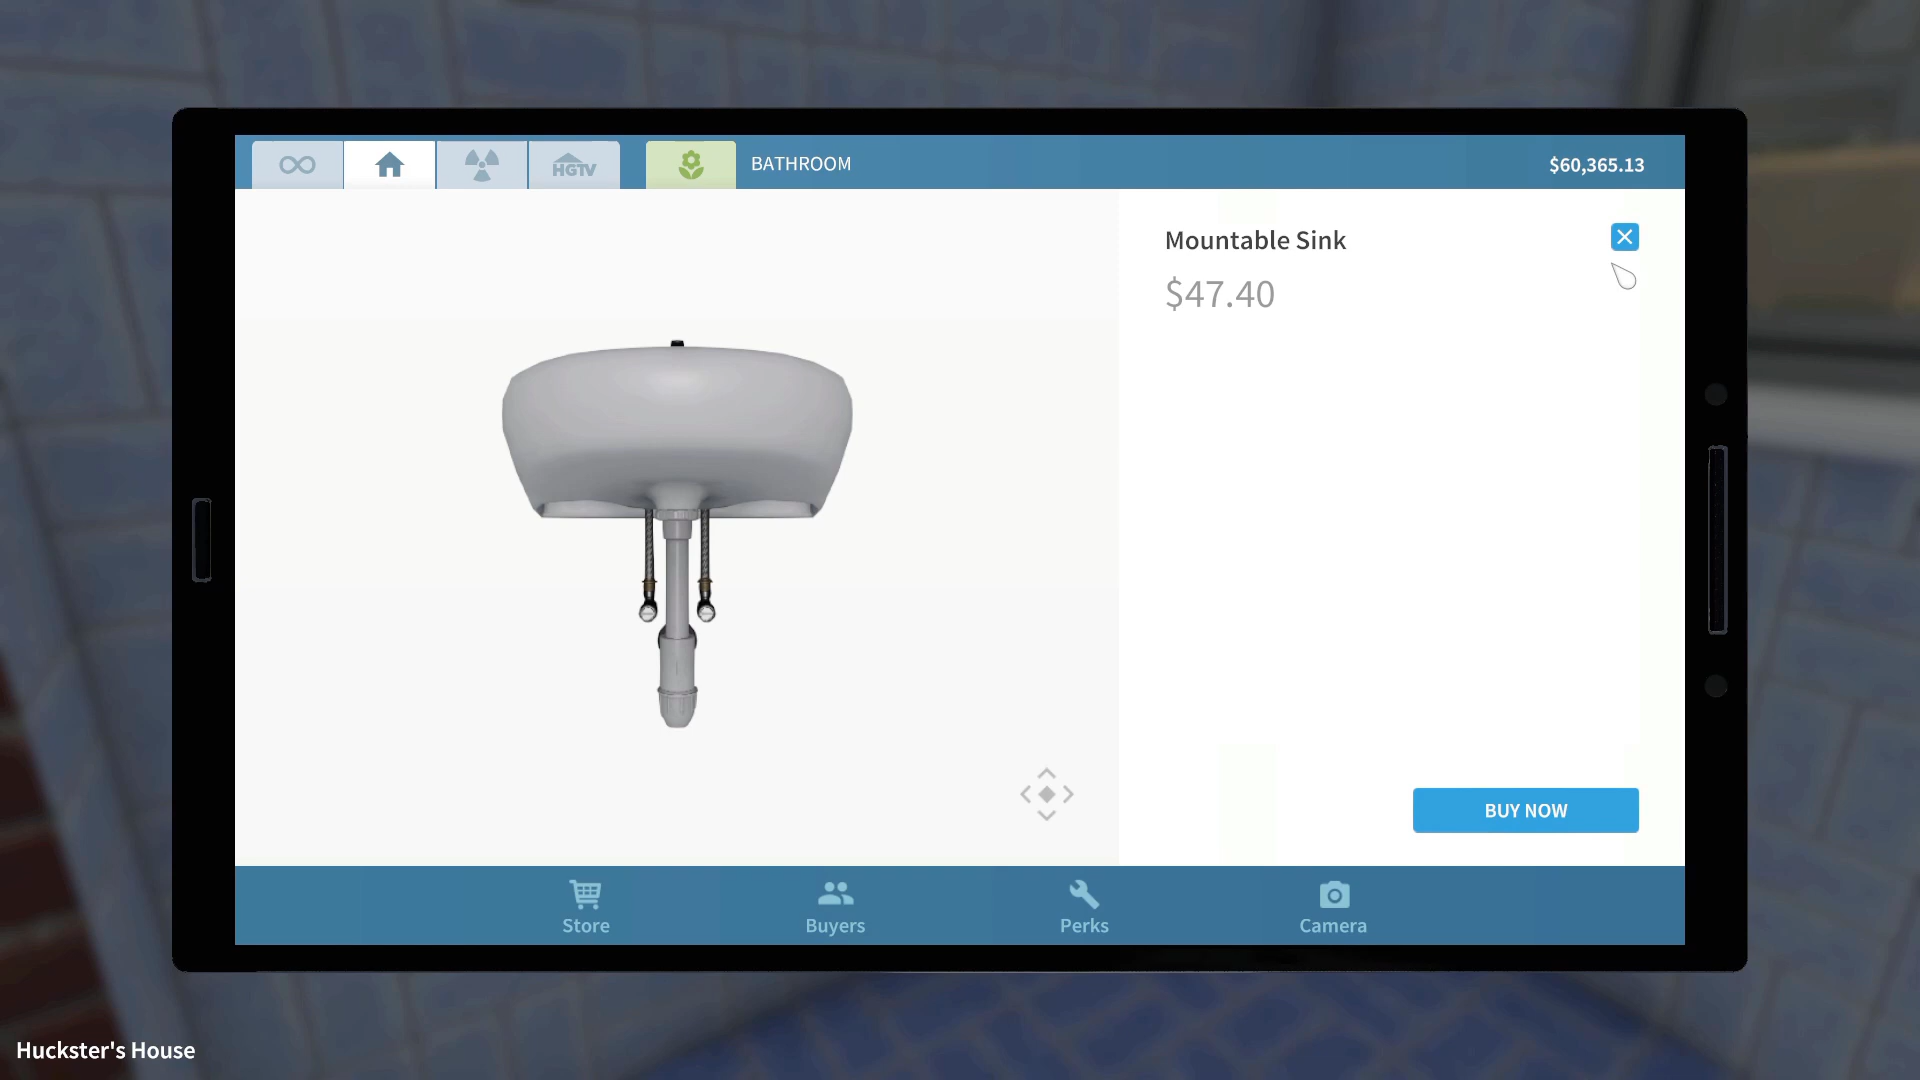 HGTV
BATHROOM
$60,365.13
Mountable Sink
$47.40
BUY NOW
Store
Buyers
Perks
Camera
Huckster's House